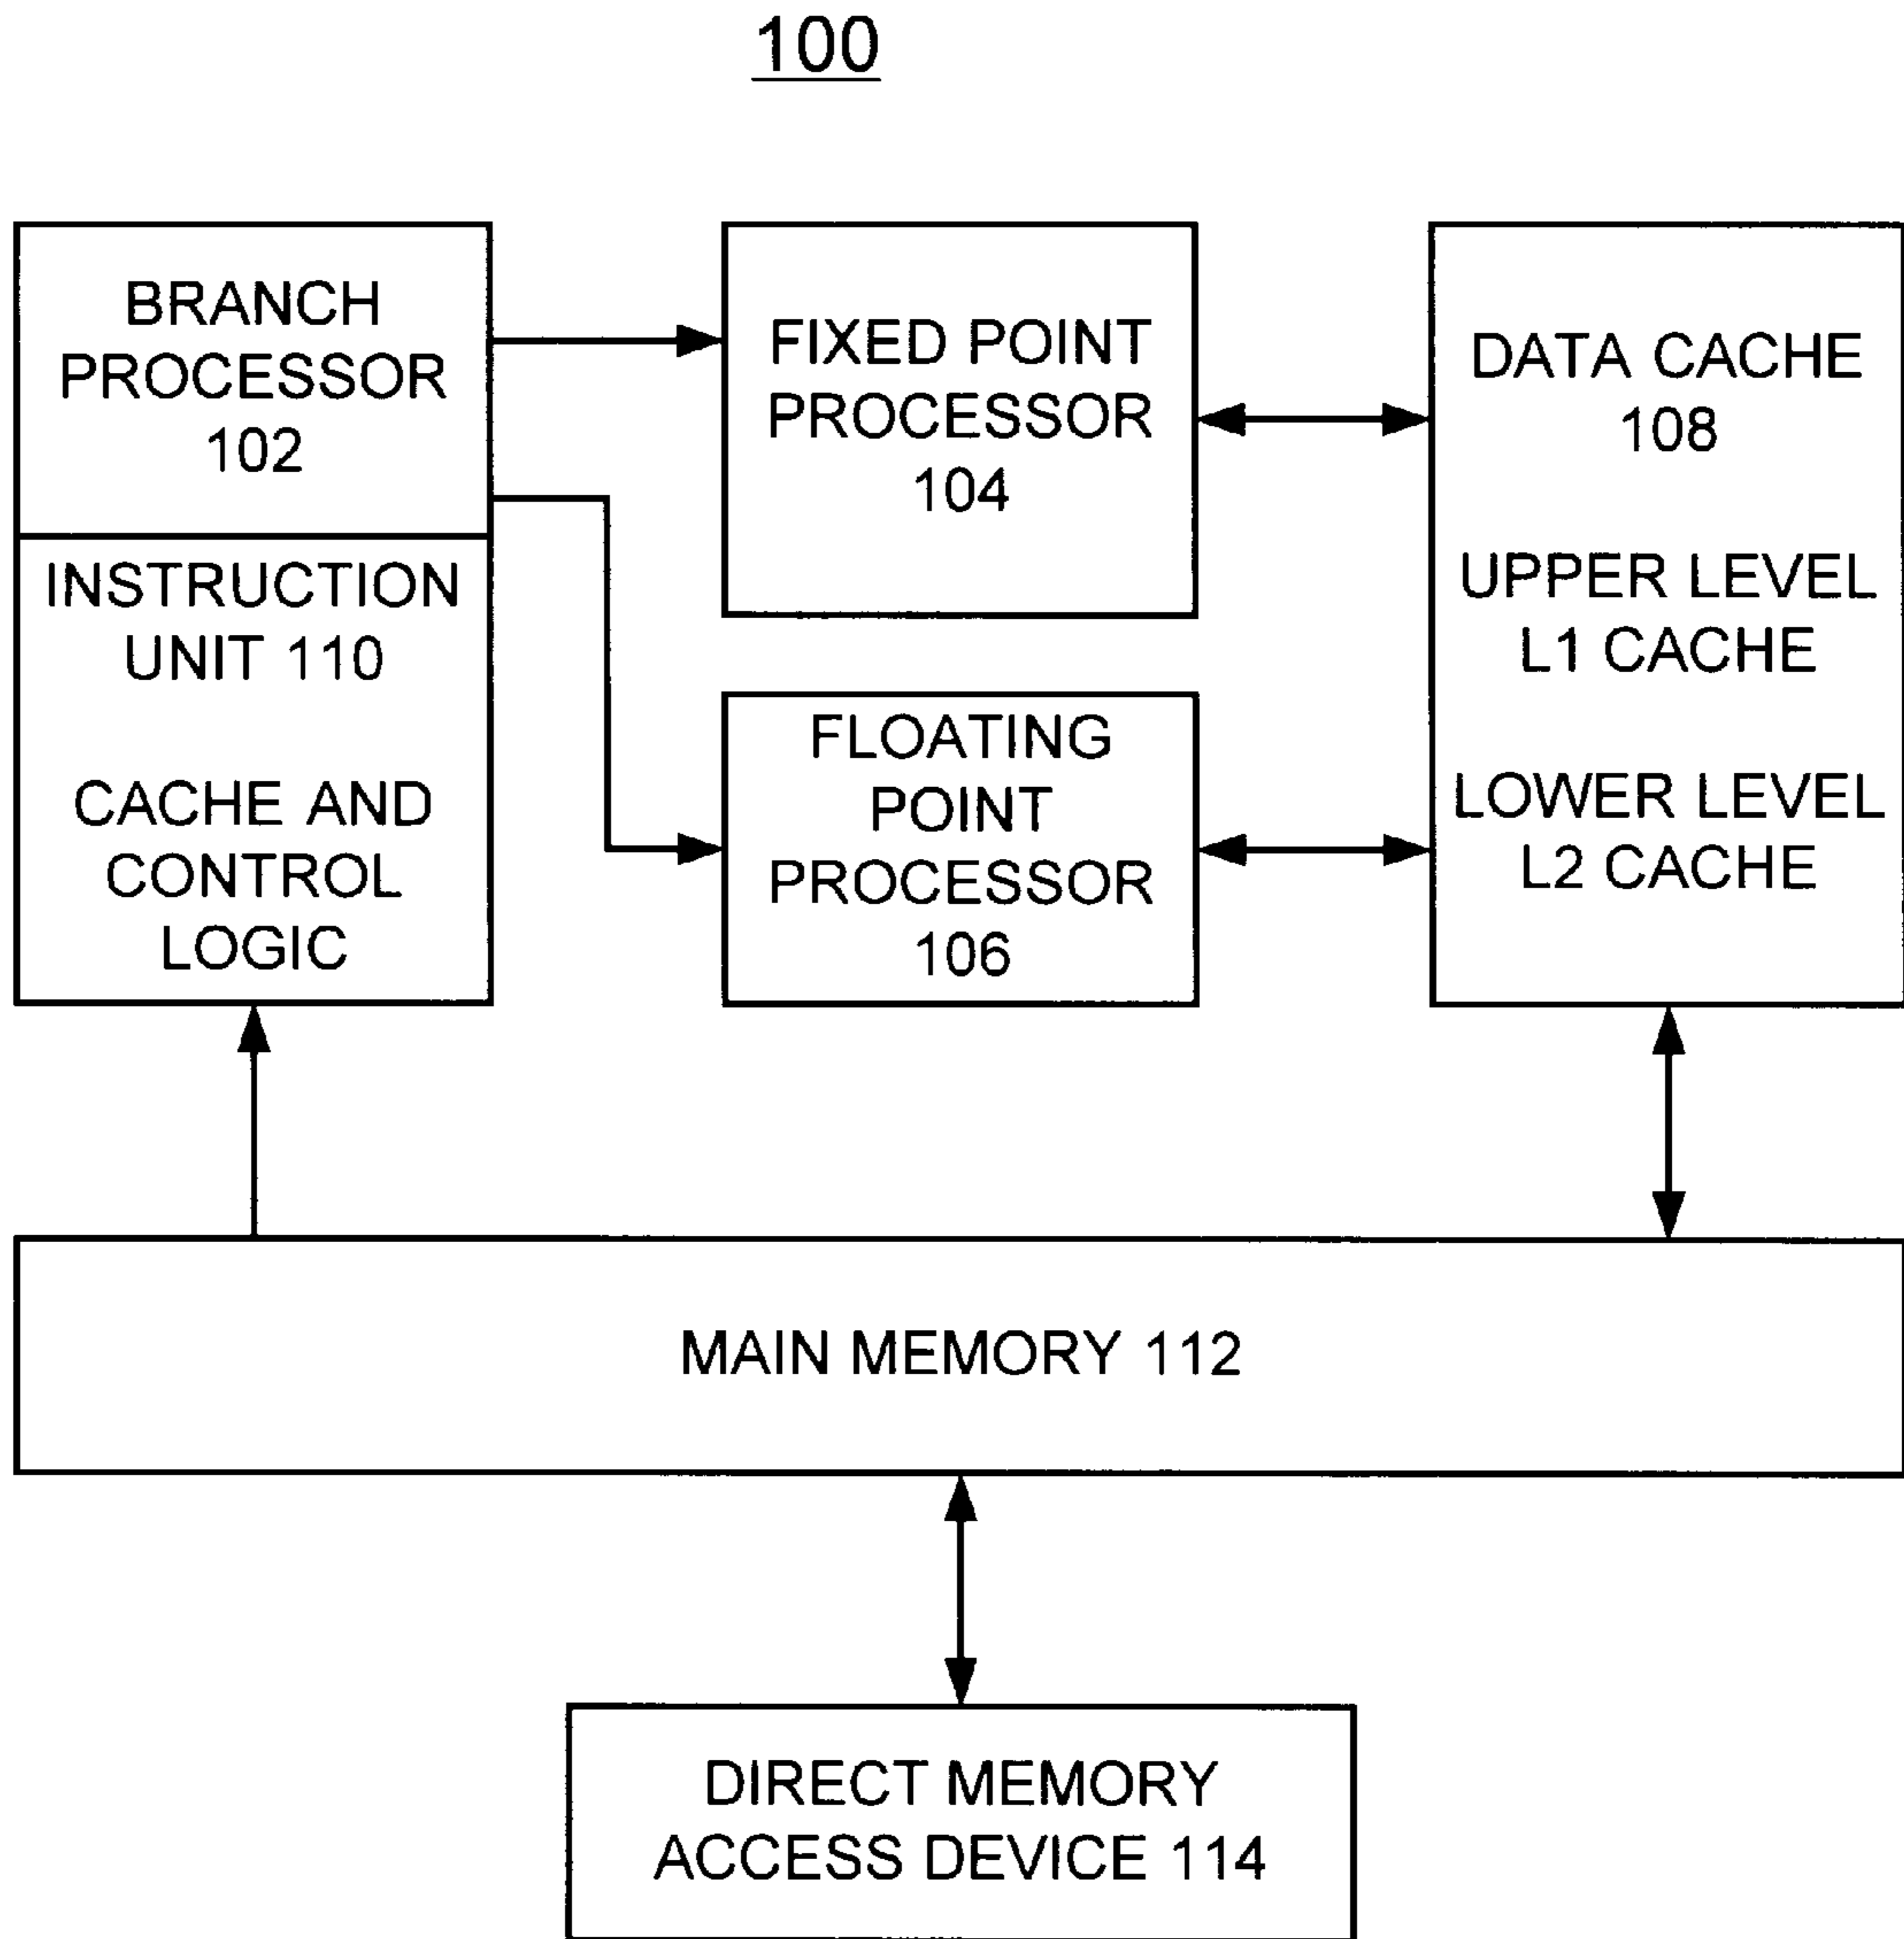 100
BRANCH
PROCESSOR
102
INSTRUCTION
UNIT 110
CACHE AND
CONTROL
LOGIC
FIXED POINT
PROCESSOR
104
FLOATING
POINT
PROCESSOR
106
DATA CACHE
108
UPPER LEVEL
L1 CACHE
LOWER LEVEL
L2 CACHE
MAIN MEMORY 112
DIRECT MEMORY
ACCESS DEVICE 114